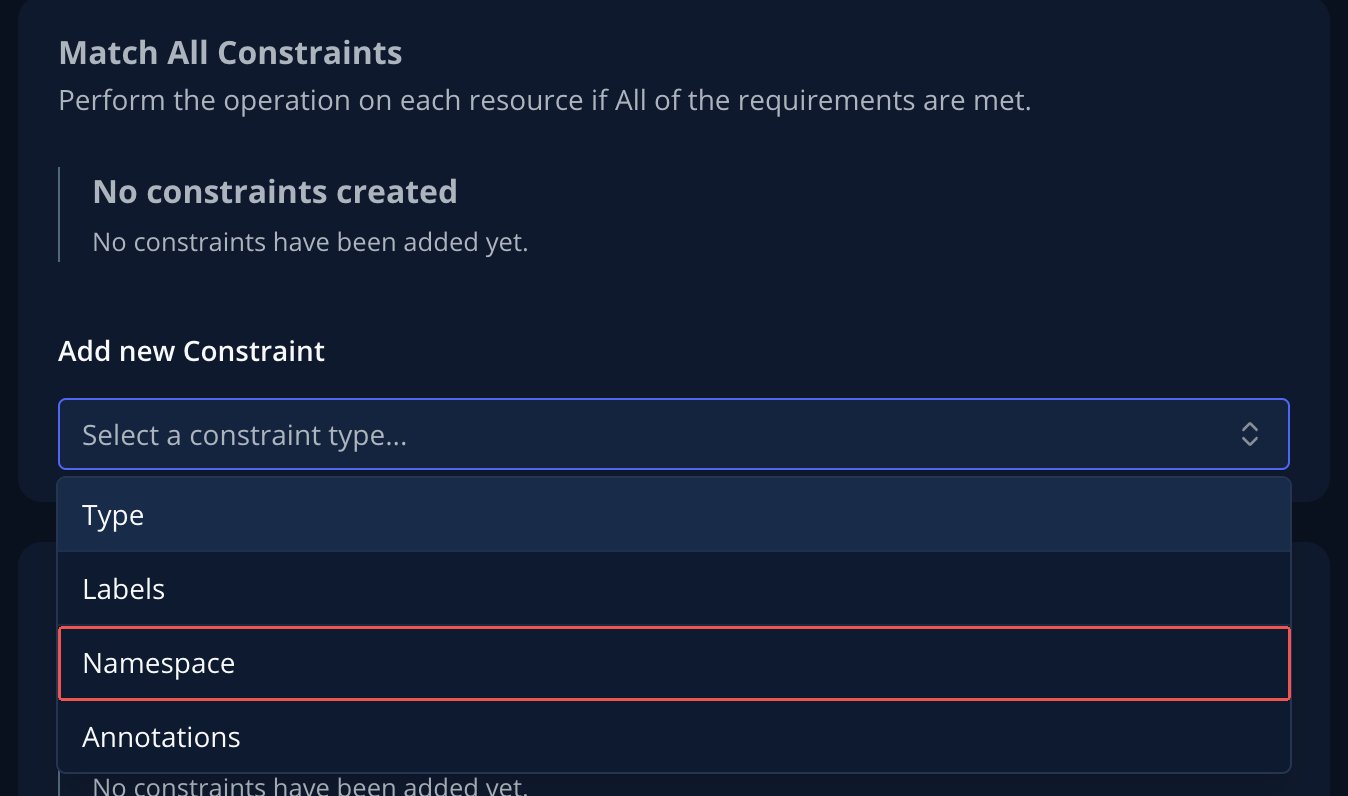 Match All Constraints
Perform the operation on each resource if All of the requirements are met.
No constraints created
No constraints have been added yet.
Add new Constraint
Select a constraint type...
Type
Labels
Namespace
Annotations
No constraints have been added yet.